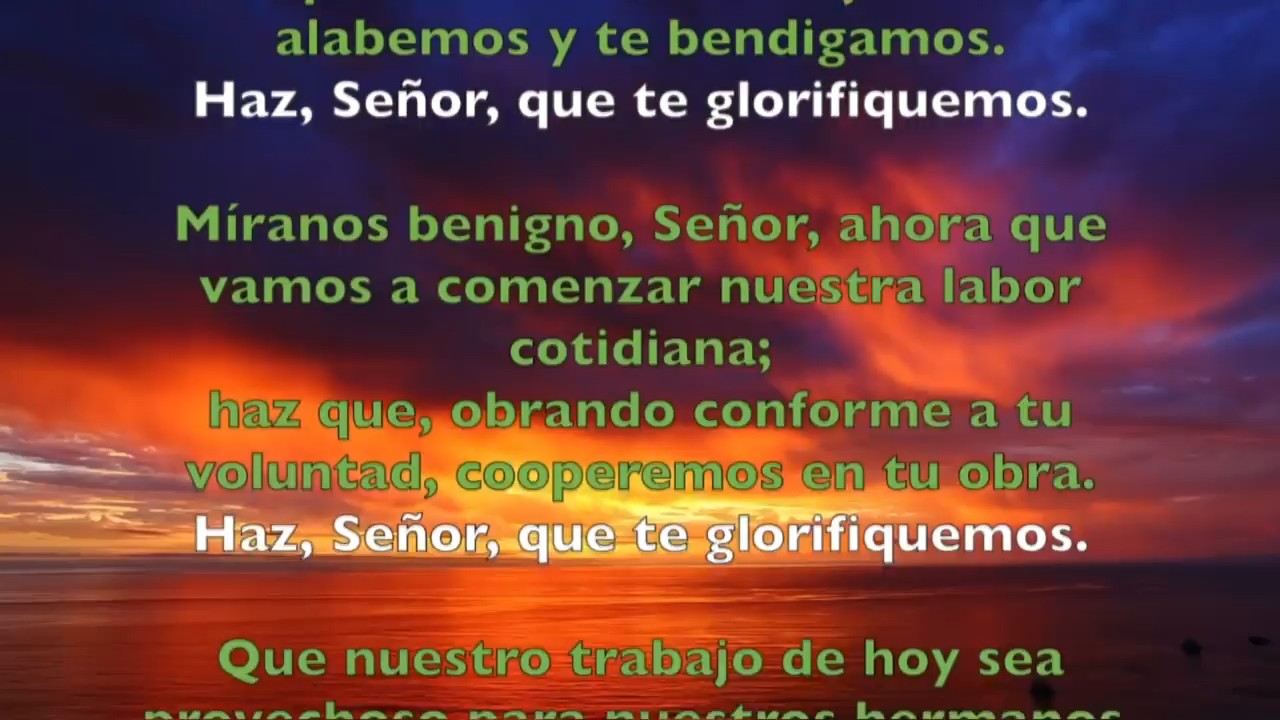 alabemos y te bendigamos.
Haz, Señor, que te glorifiquemos.
Míranos benigno, Señor, ahora que
vamos a comenzar nuestra labor
cotidiana;
haz que, obrando conforme a tu
voluntad, cooperemos en tu obra.
Haz, Señor, que te glorifiquemos.
Que nuestro trabajo de hoy sea
provechoso para nuestros hermanos